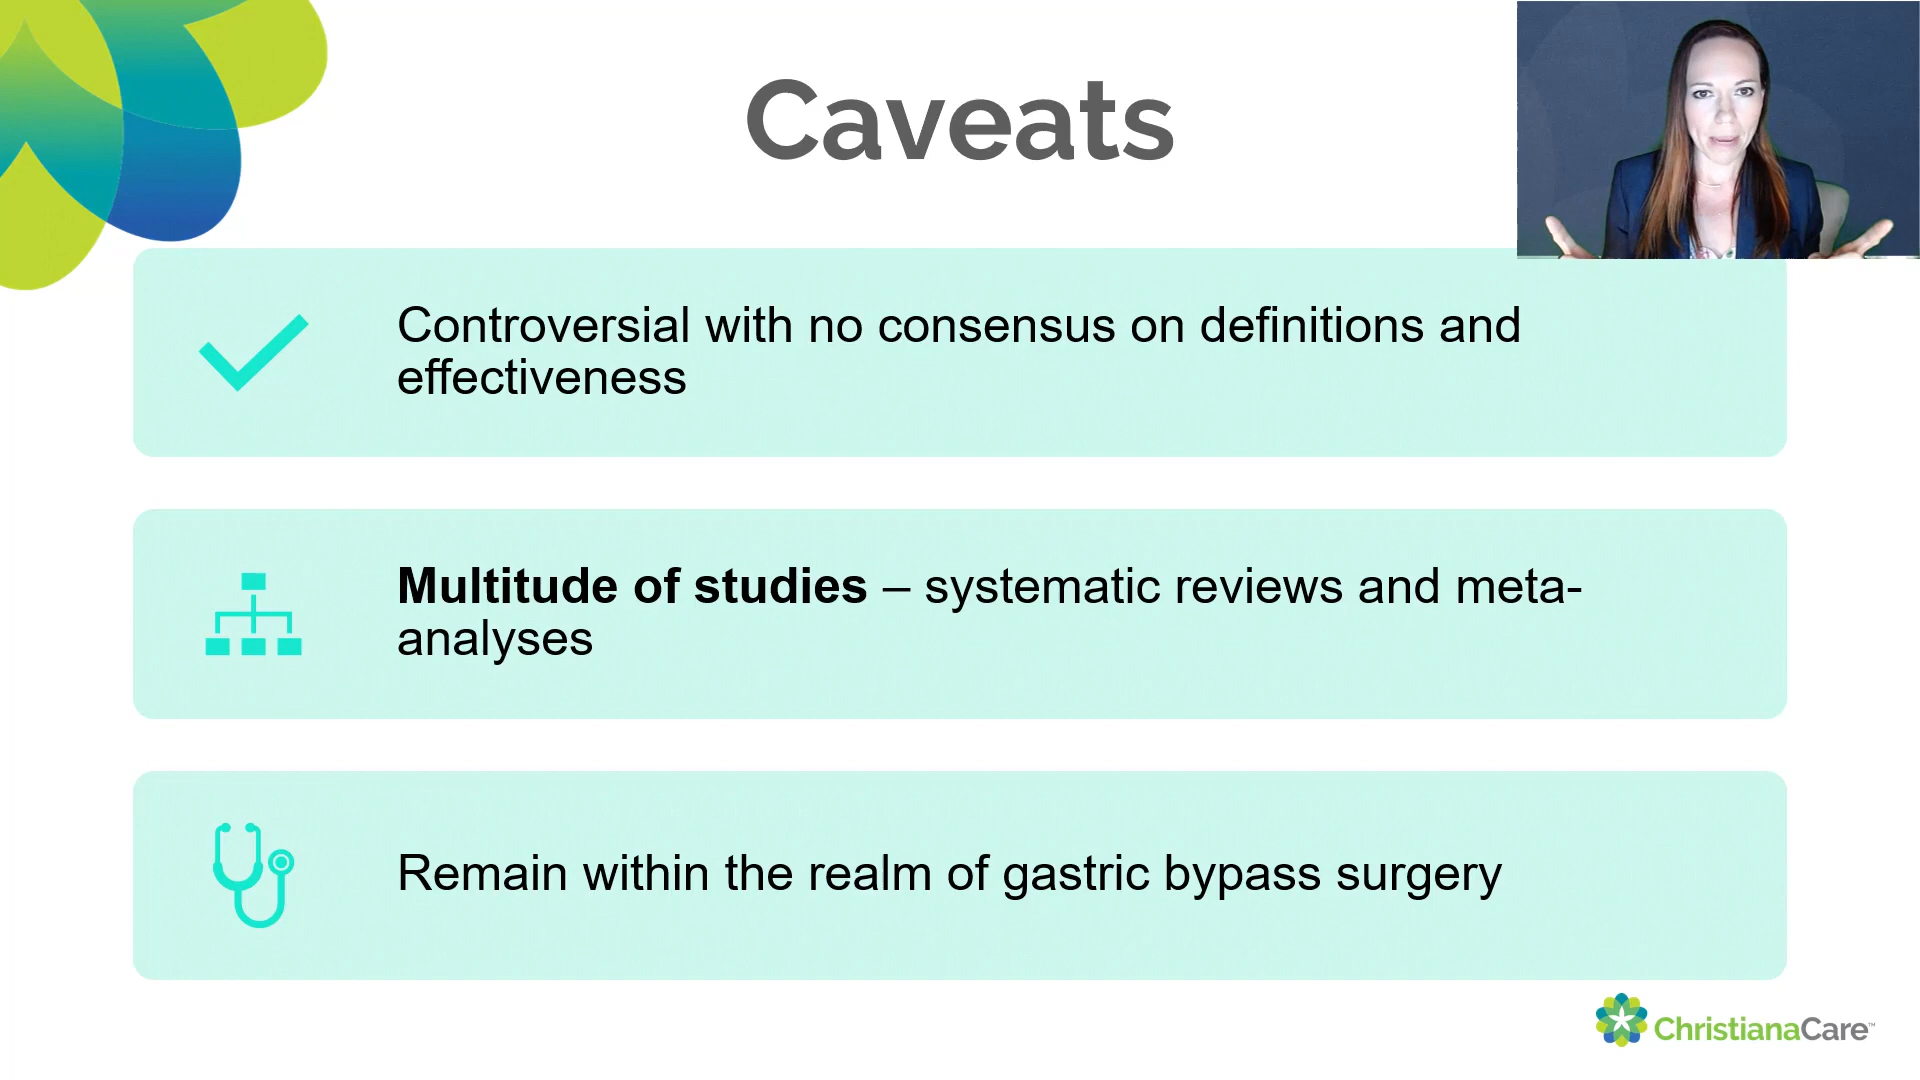 Caveats
Controversial with no consensus on definitions and
effectiveness
Multitude of studies – systematic reviews and meta-
analyses
Remain within the realm of gastric bypass surgery
ChristianaCare™